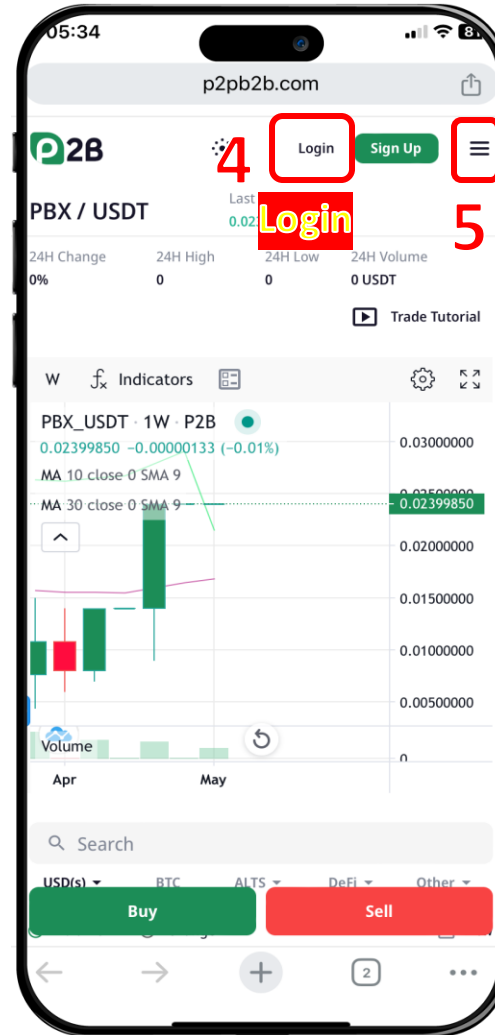 05:34
p2pb2b.com
P2B
4
Login
Sign Up
5
PBX / USDT
Last
0.02
Login
24H Change
24H High
24H Low
24H Volume
0%
0
0
0 USDT
Trade Tutorial
W
fx Indicators
PBX_USDT · 1W · P2B
0.02399850 −0.00000133 (−0.01%)
MA 10 close 0 SMA 9
MA 30 close 0 SMA 9
0.03000000
0.02500000
0.02399850
0.02000000
0.01500000
0.01000000
0.00500000
0
Volume
Apr
May
Search
USD(s)
BTC
ALTS
DeFi
Other
Buy
Sell
2